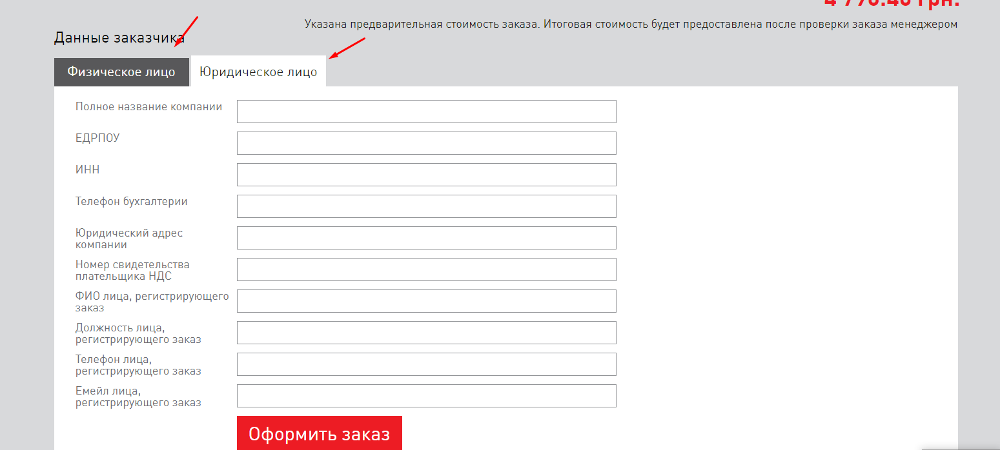 Указана предварительная стоимость заказа. Итоговая стоимость будет предоставлена после проверки заказа менеджером
Данные заказчика
Физическое лицо
Юридическое лицо
Полное название компании
ЕДРПОУ
ИНН
Телефон бухгалтерии
Юридический адрес
компании
Номер свидетельства
плательщика НДС
ФИО лица, регистрирующего
заказ
Должность лица,
регистрирующего заказ
Телефон лица,
регистрирующего заказ
Емейл лица,
регистрирующего заказ
Оформить заказ